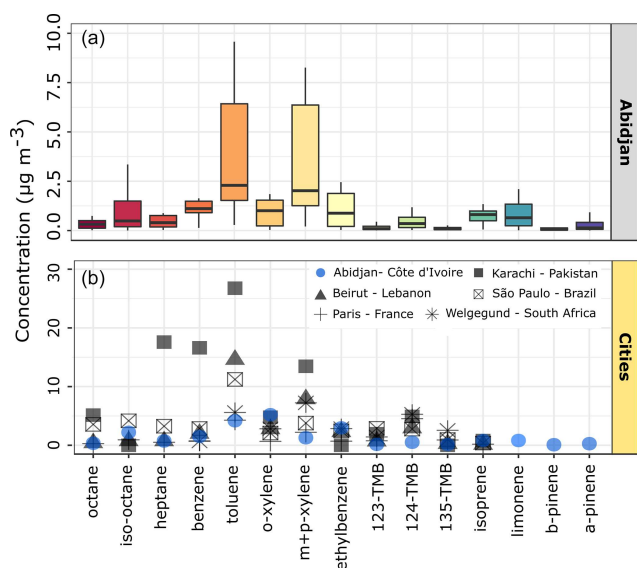 (a)
10.0
7.5
5.0
2.5
0.0
Abidjan
Concentration (µg m⁻³)
(b)
30
20
10
0
Abidjan- Côte d'Ivoire
Karachi - Pakistan
Beirut - Lebanon
São Paulo - Brazil
Paris - France
Welgegund - South Africa
Cities
octane
iso-octane
heptane
benzene
toluene
o-xylene
m+p-xylene
ethylbenzene
123-TMB
124-TMB
135-TMB
isoprene
limonene
b-pinene
a-pinene